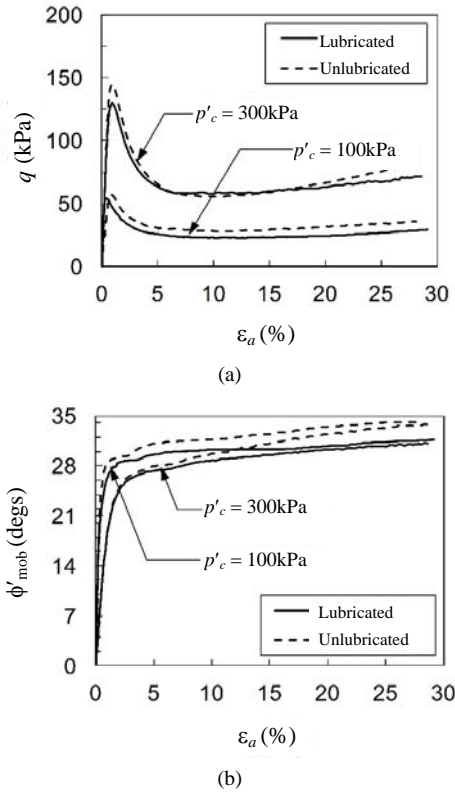 200
150
100
50
0
q (kPa)
Lubricated
Unlubricated
p′c = 300kPa
p′c = 100kPa
0 5 10 15 20 25 30
εa (%)
(a)
35
28
21
14
7
0
ϕ′mob (degs)
p′c = 300kPa
p′c = 100kPa
Lubricated
Unlubricated
0 5 10 15 20 25 30
εa (%)
(b)